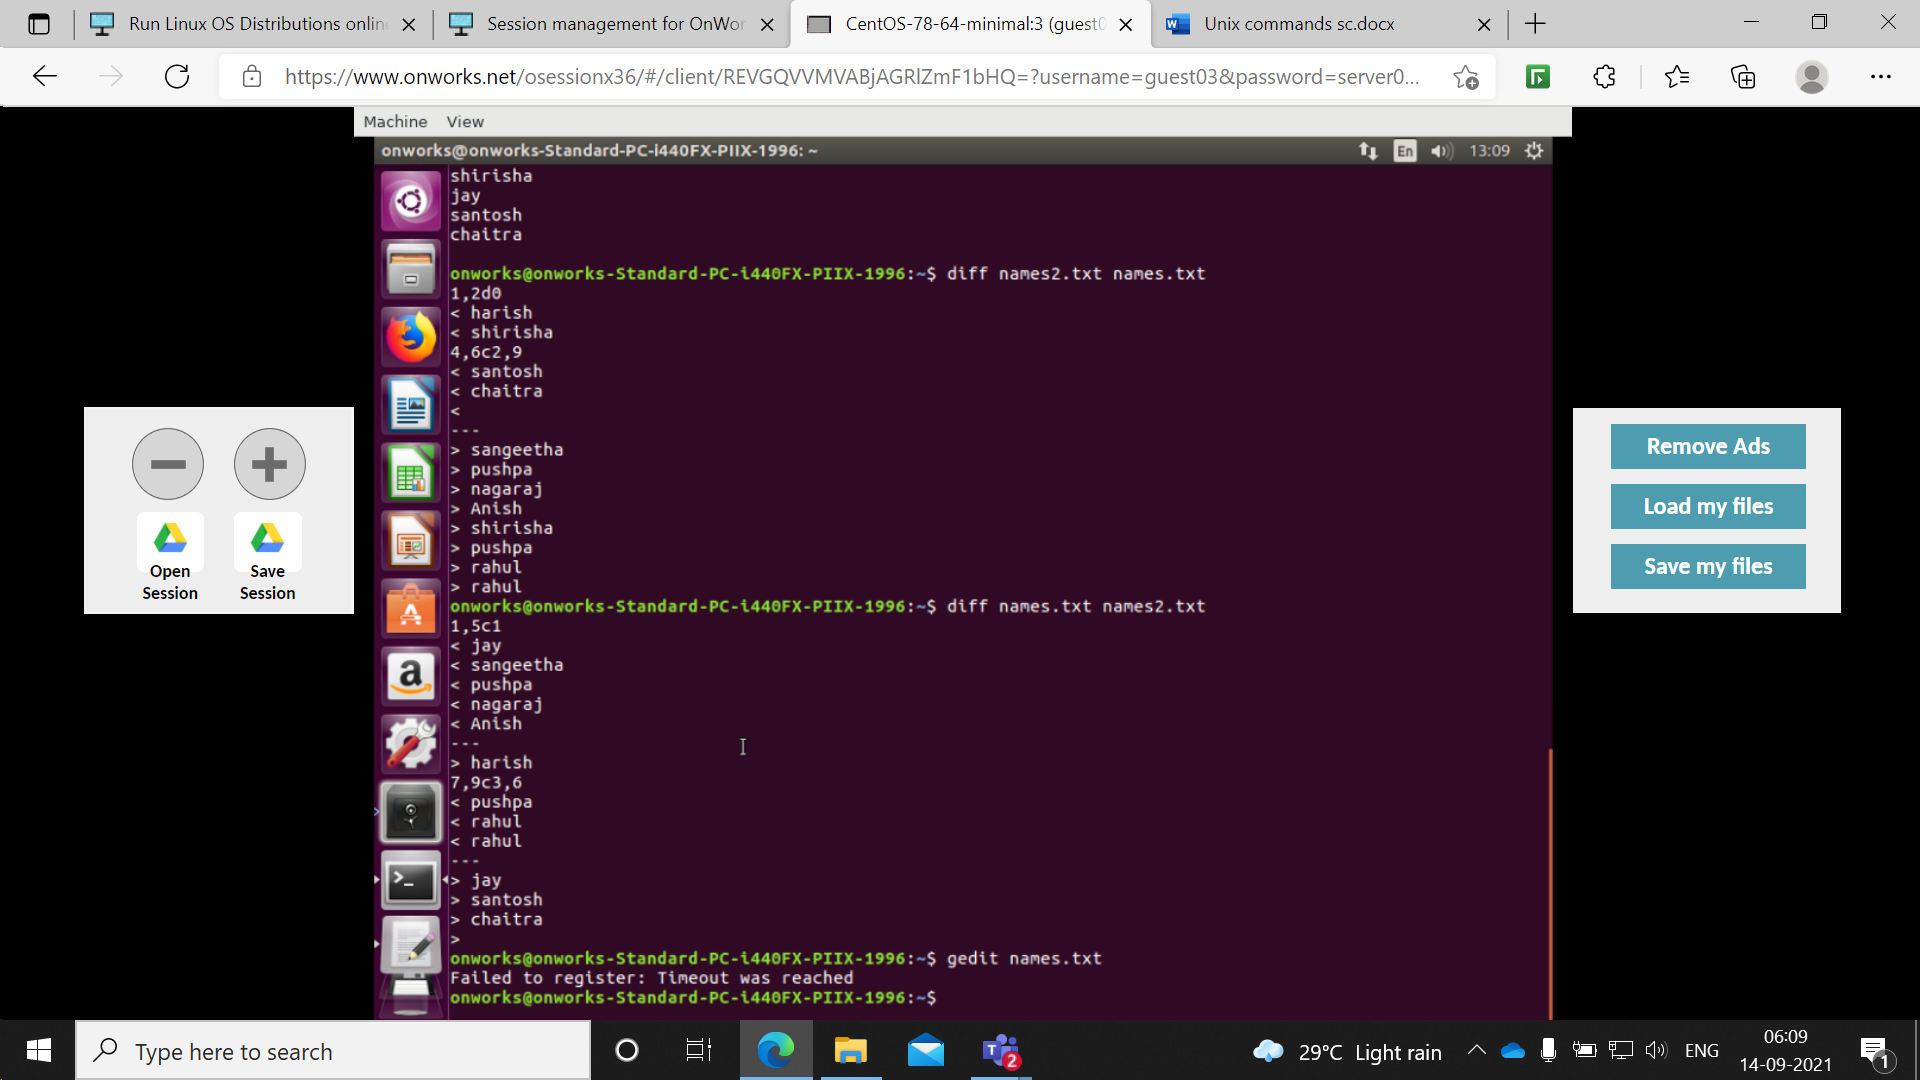 Run Linux OS Distributions online
Session management for OnWor
CentOS-78-64-minimal:3 (guest0
Unix commands sc.docx
https://www.onworks.net/osessionx36/#/client/REVGQVVMVABjAGRlZmF1bHQ=?username=guest03&password=server0...
Machine View
onworks@onworks-Standard-PC-i440FX-PIIX-1996: ~
En
13:09
shirisha
jay
santosh
chaitra
onworks@onworks-Standard-PC-i440FX-PIIX-1996:~$ diff names2.txt names.txt
1,2d0
< harish
< shirisha
4,6c2,9
< santosh
< chaitra
<
---
> sangeetha
> pushpa
> nagaraj
> Anish
> shirisha
> pushpa
> rahul
> rahul
onworks@onworks-Standard-PC-i440FX-PIIX-1996:~$ diff names.txt names2.txt
1,5c1
< jay
< sangeetha
< pushpa
< nagaraj
< Anish
---
> harish
7,9c3,6
< pushpa
< rahul
< rahul
---
> jay
> santosh
> chaitra
>
onworks@onworks-Standard-PC-i440FX-PIIX-1996:~$ gedit names.txt
Failed to register: Timeout was reached
onworks@onworks-Standard-PC-i440FX-PIIX-1996:~$
Open Session
Save Session
Remove Ads
Load my files
Save my files
Type here to search
2
29°C Light rain
ENG
06:09
14-09-2021
1